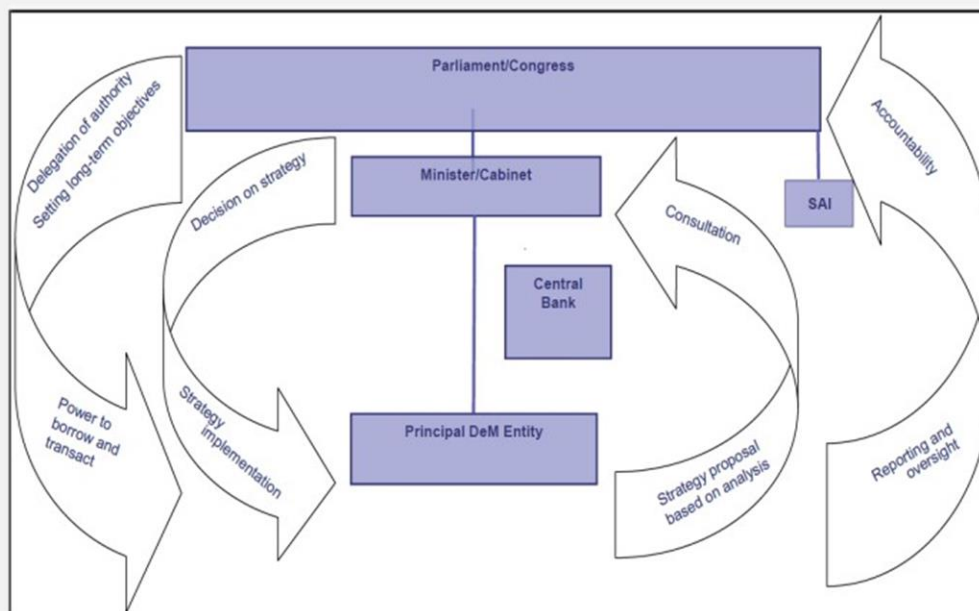 Parliament/Congress
Delegation of authority
Setting long-term objectives
Accountability
Minister/Cabinet
Decision on strategy
SAI
Consultation
Central
Bank
Power to
borrow and
transact
Strategy
implementation
Principal DeM Entity
Strategy proposal
based on analysis
Reporting and
oversight